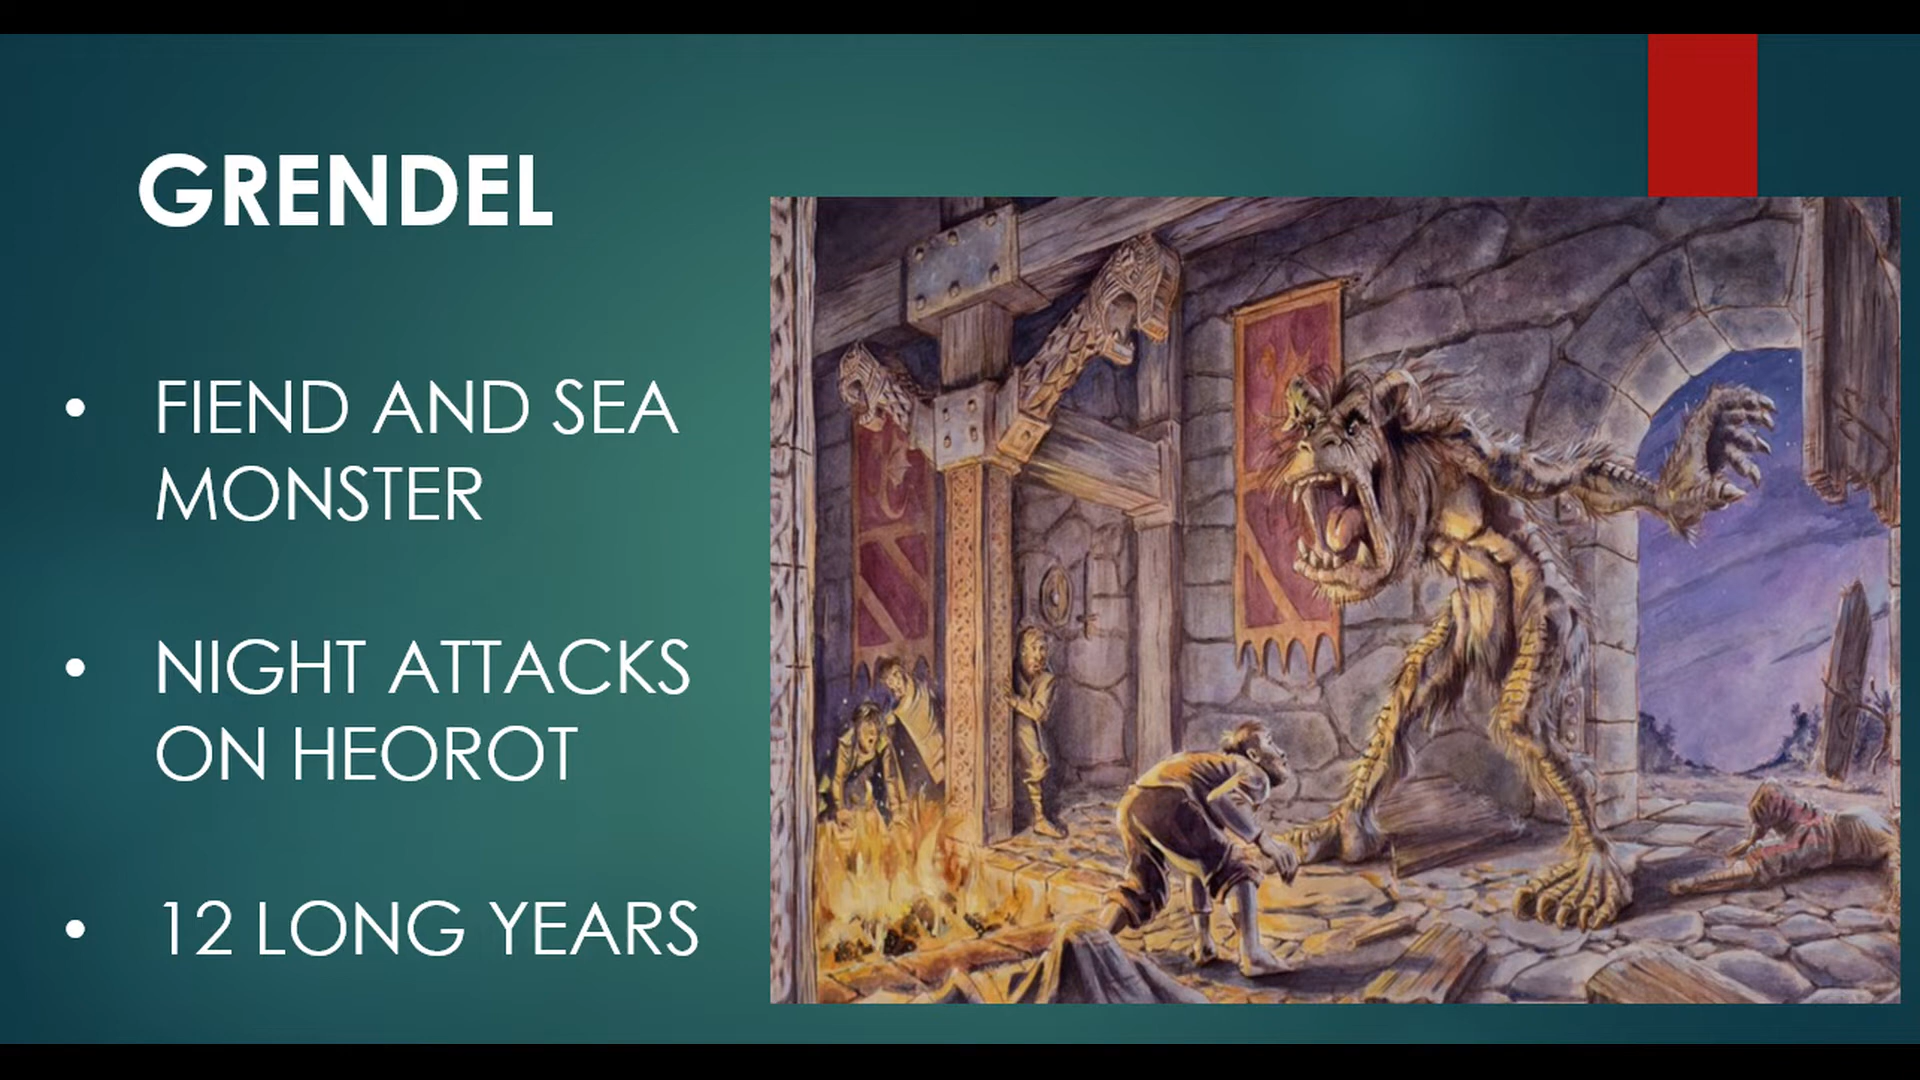 GRENDEL
• FIEND AND SEA
MONSTER
• NIGHT ATTACKS
ON HEOROT
• 12 LONG YEARS